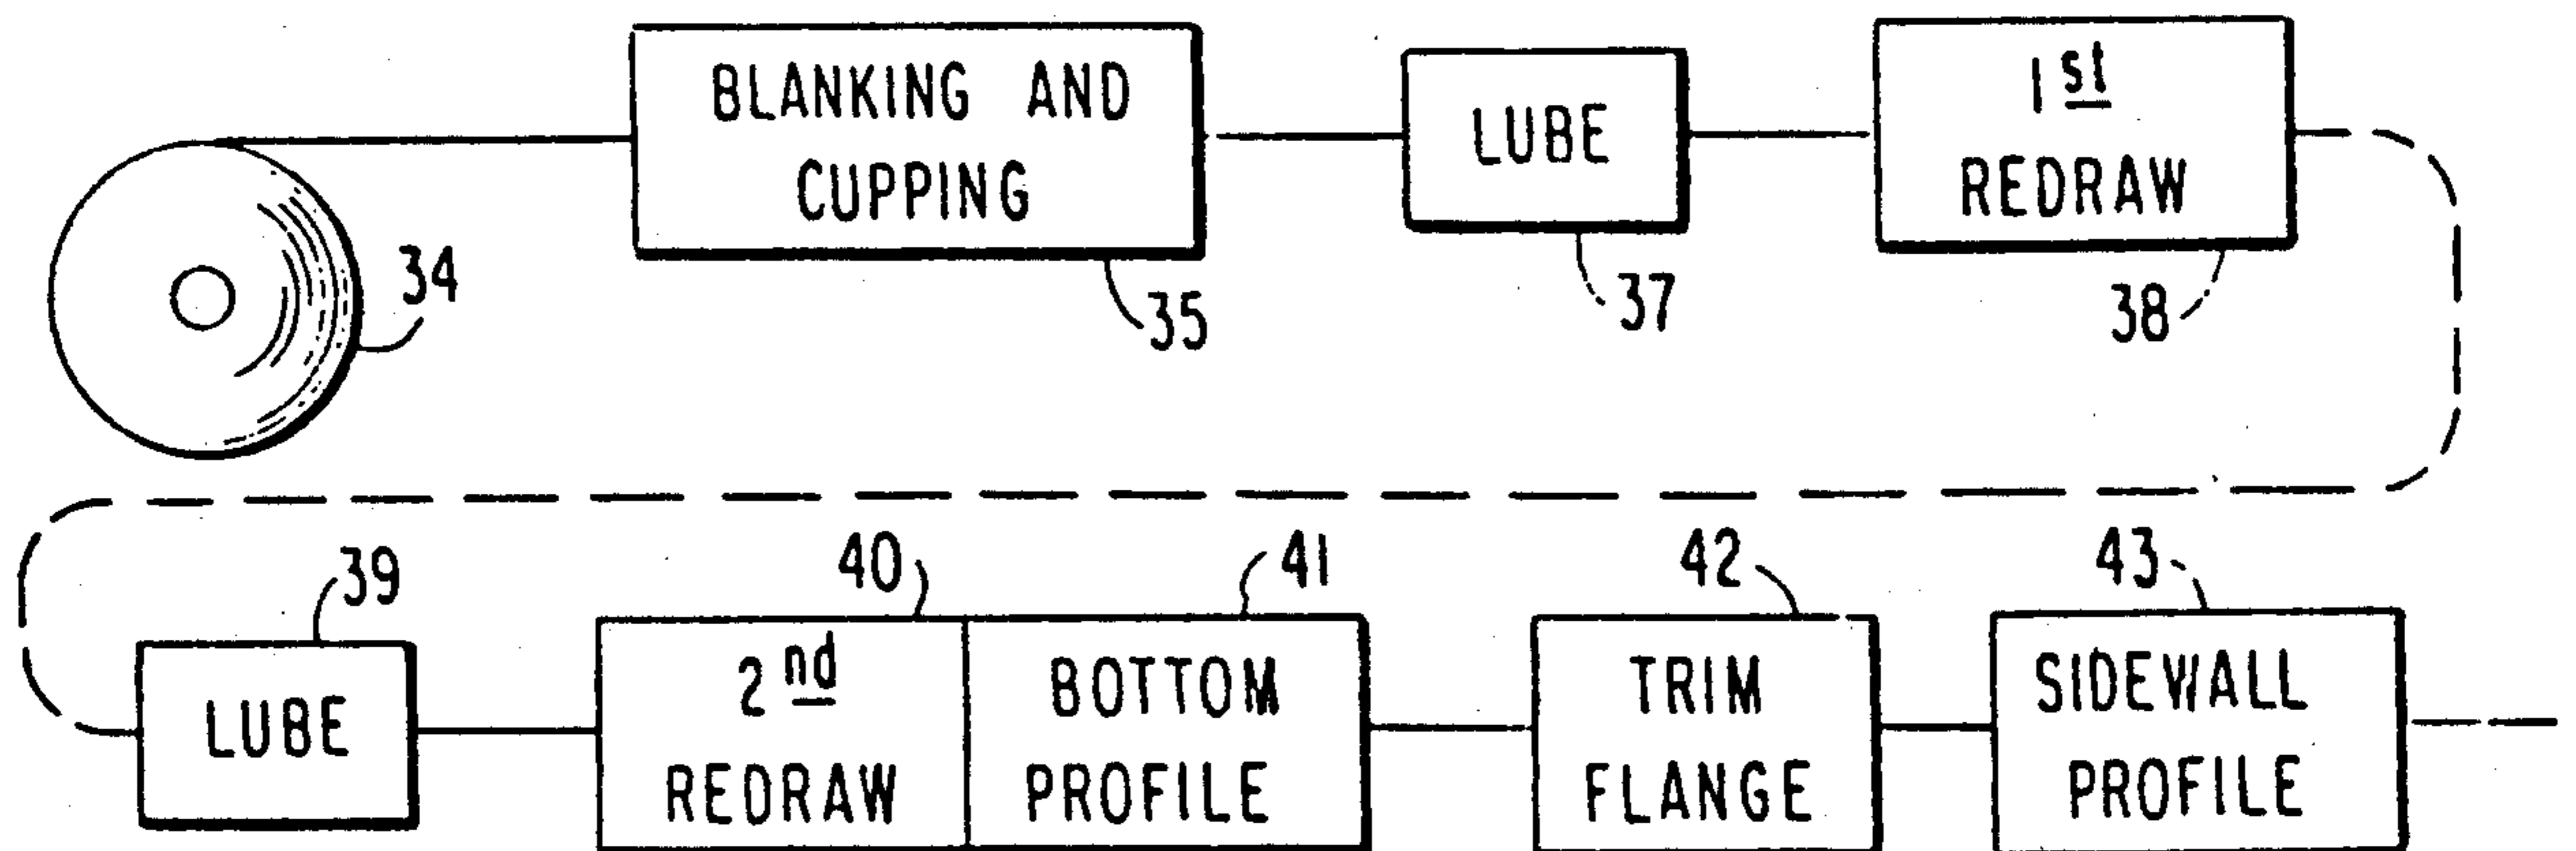 BLANKING AND
CUPPING
LUBE
1st
REDRAW
34
35
37
38
39
40
41
42
43
LUBE
2nd
REDRAW
BOTTOM
PROFILE
TRIM
FLANGE
SIDEWALL
PROFILE